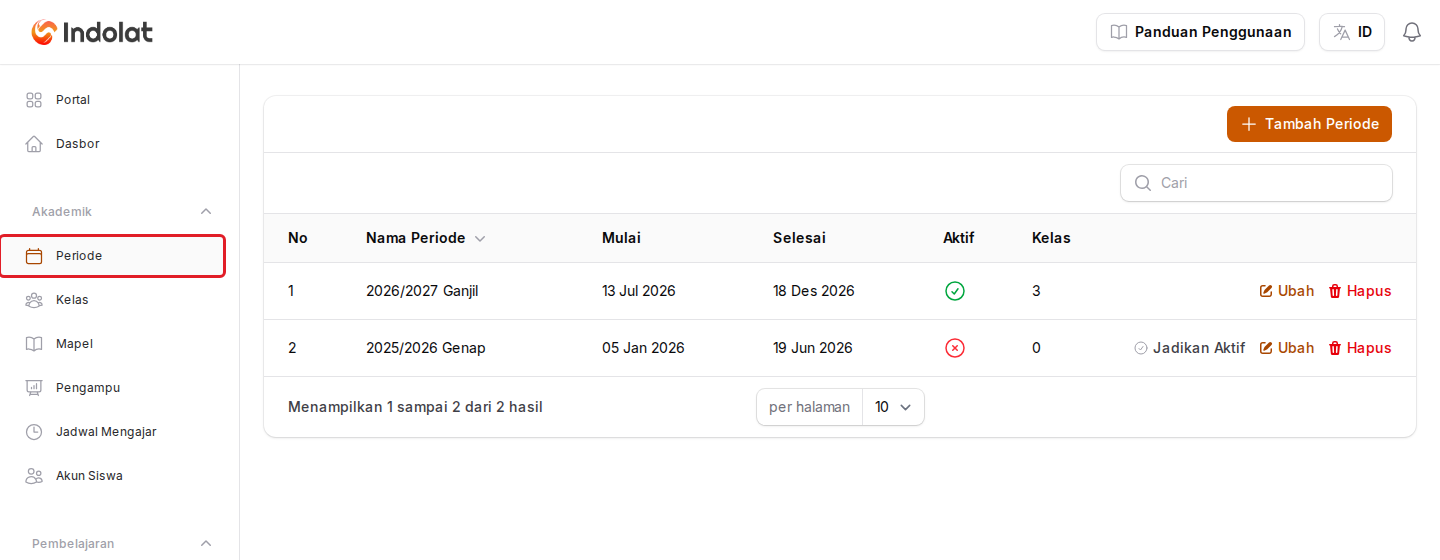 Indolat
Panduan Penggunaan
ID
Portal
Dasbor
Akademik
Periode
Kelas
Mapel
Pengampu
Jadwal Mengajar
Akun Siswa
Pembelajaran
Tambah Periode
Cari
No Nama Periode Mulai Selesai Aktif Kelas
1 2026/2027 Ganjil 13 Jul 2026 18 Des 2026 3 Ubah Hapus
2 2025/2026 Genap 05 Jan 2026 19 Jun 2026 0 Jadikan Aktif Ubah Hapus
Menampilkan 1 sampai 2 dari 2 hasil per halaman 10